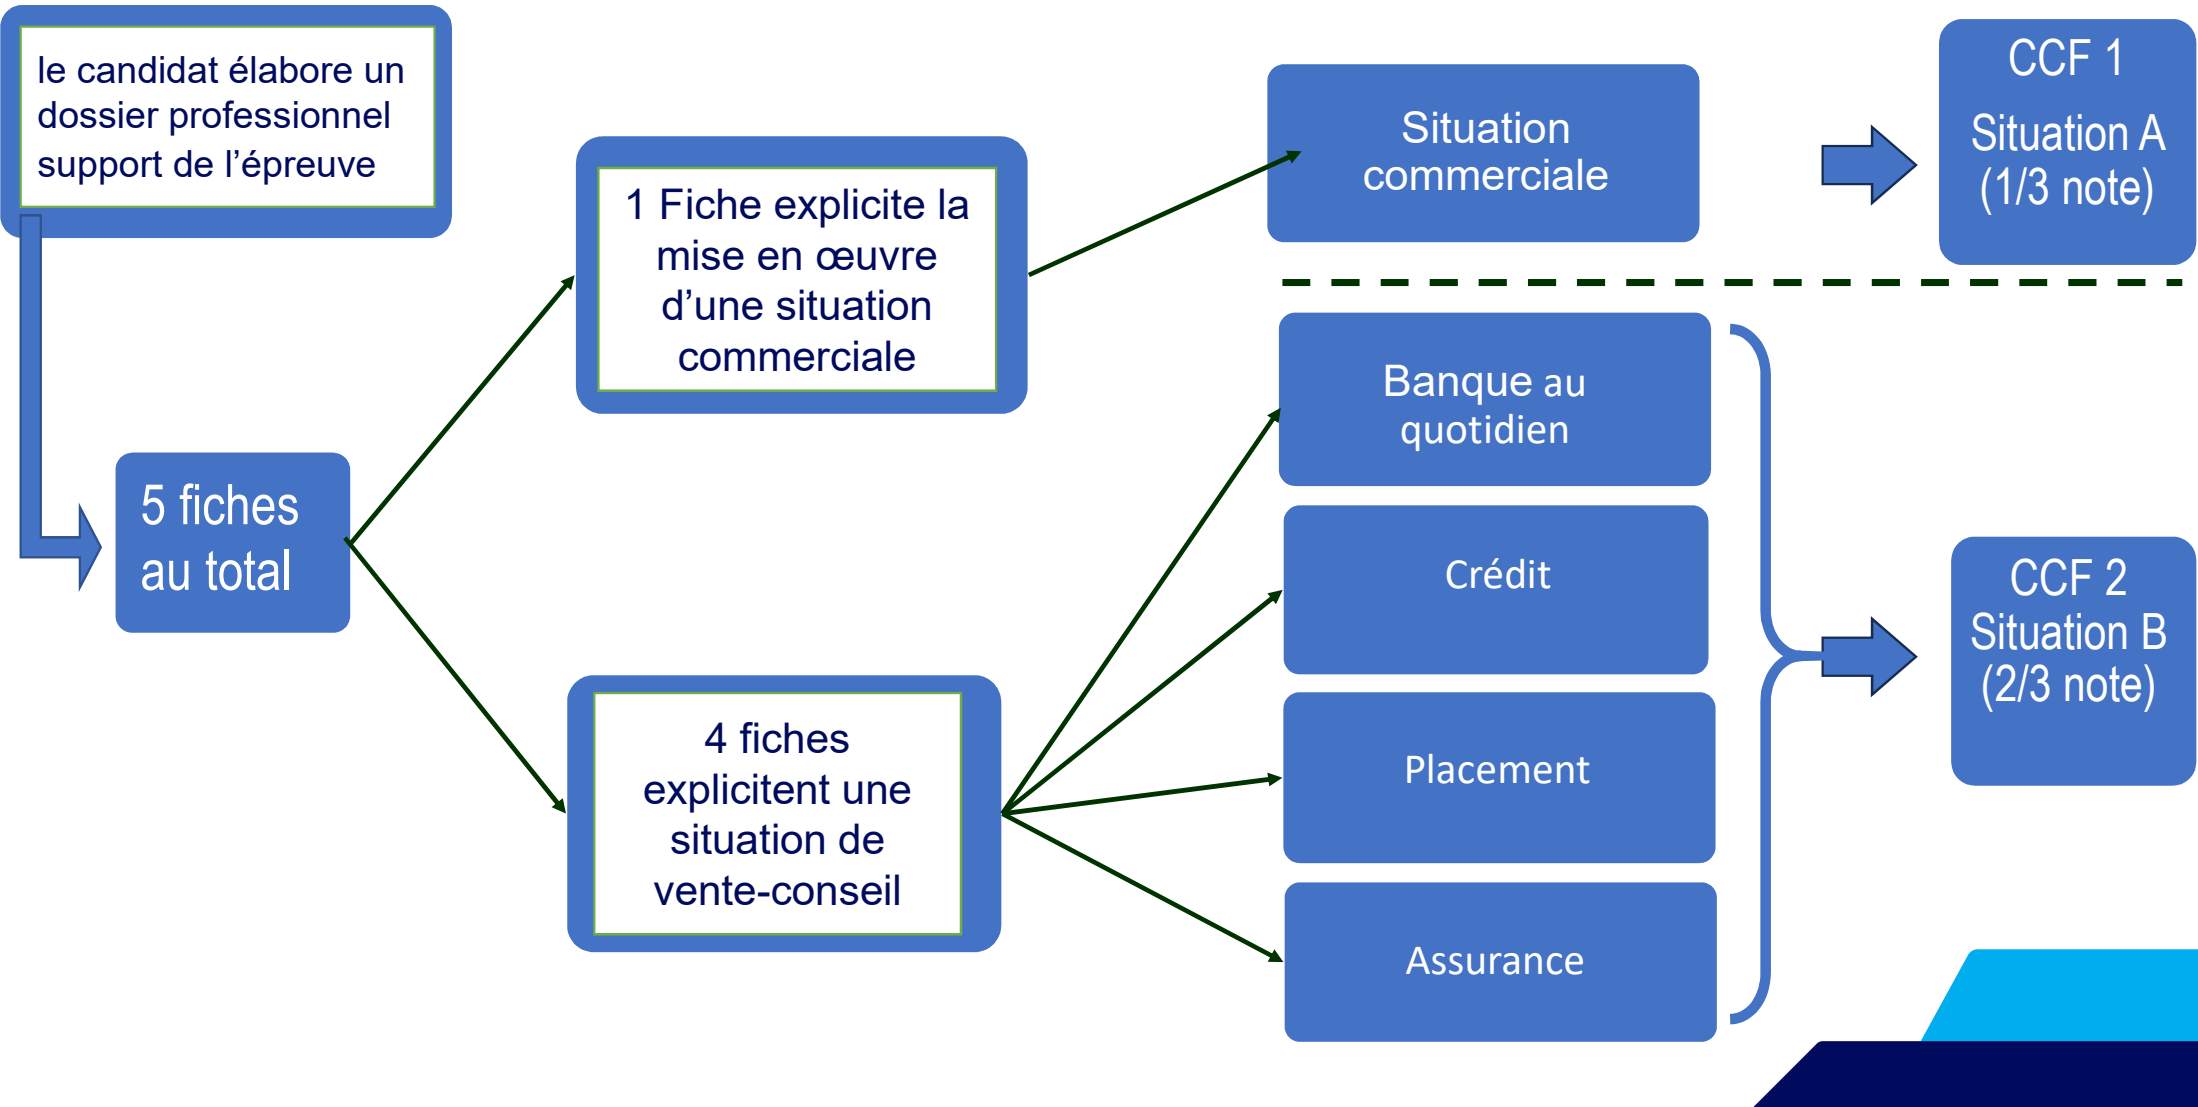 le candidat élabore un
dossier professionnel
support de l’épreuve
5 fiches
au total
1 Fiche explicite la
mise en œuvre
d’une situation
commerciale
4 fiches
explicitent une
situation de
vente-conseil
Situation
commerciale
Banque au
quotidien
Crédit
Placement
Assurance
CCF 1
Situation A
(1/3 note)
CCF 2
Situation B
(2/3 note)